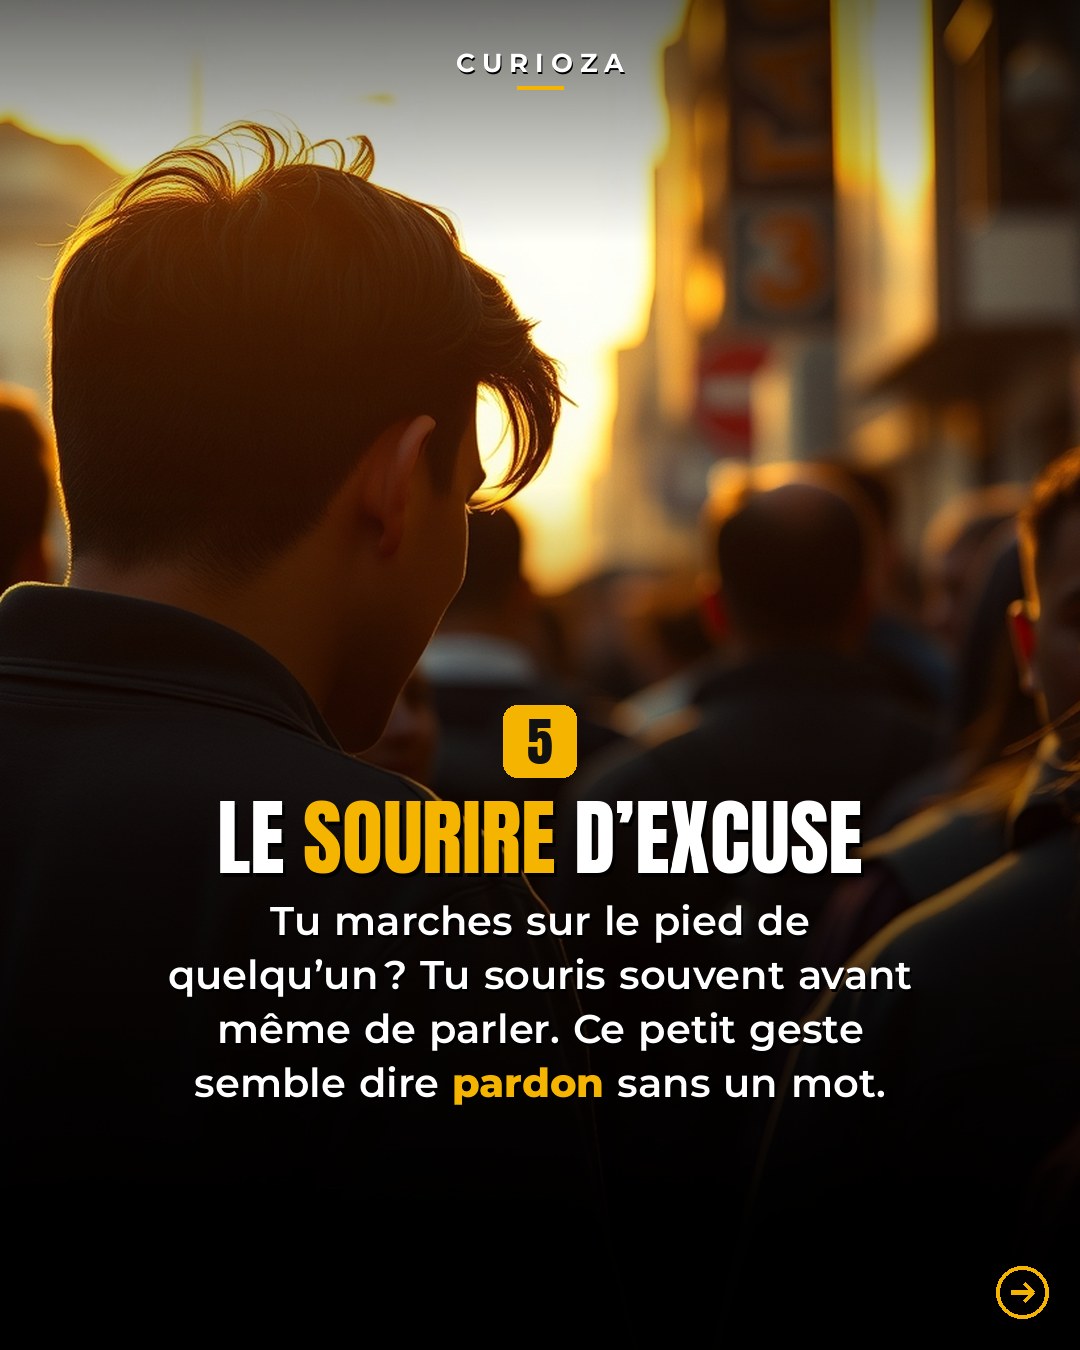 CURIOZA
5
LE SOURIRE D’EXCUSE
Tu marches sur le pied de
quelqu’un ? Tu souris souvent avant
même de parler. Ce petit geste
semble dire pardon sans un mot.